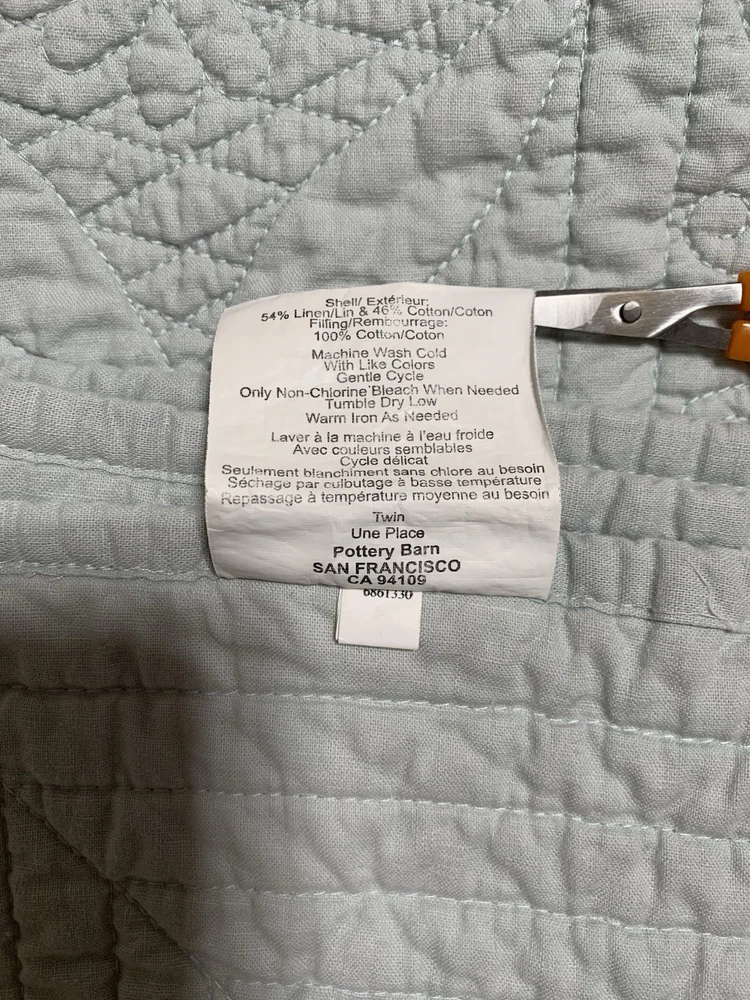 Shell/ Extérieur:
54% Linen/Lin & 46% Cotton/Coton
Filling/Rembourrage:
100% Cotton/Coton
Machine Wash Cold
With Like Colors
Gentle Cycle
Only Non-Chlorine Bleach When Needed
Tumble Dry Low
Warm Iron As Needed
Laver à la machine à l'eau froide
Avec couleurs semblables
Cycle délicat
Seulement blanchiment sans chlore au besoin
Séchage par culbutage à basse température
Repassage à température moyenne au besoin
Twin
Une Place
Pottery Barn
SAN FRANCISCO
CA 94109
6861330